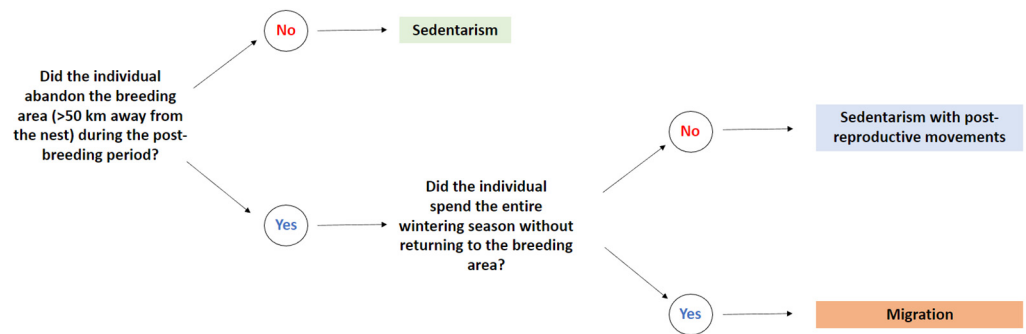 No
Sedentarism
Did the individual
abandon the breeding
area (>50 km away from
the nest) during the post-
breeding period?
No
Sedentarism with post-
reproductive movements
Yes
Did the individual
spend the entire
wintering season without
returning to the breeding
area?
Yes
Migration